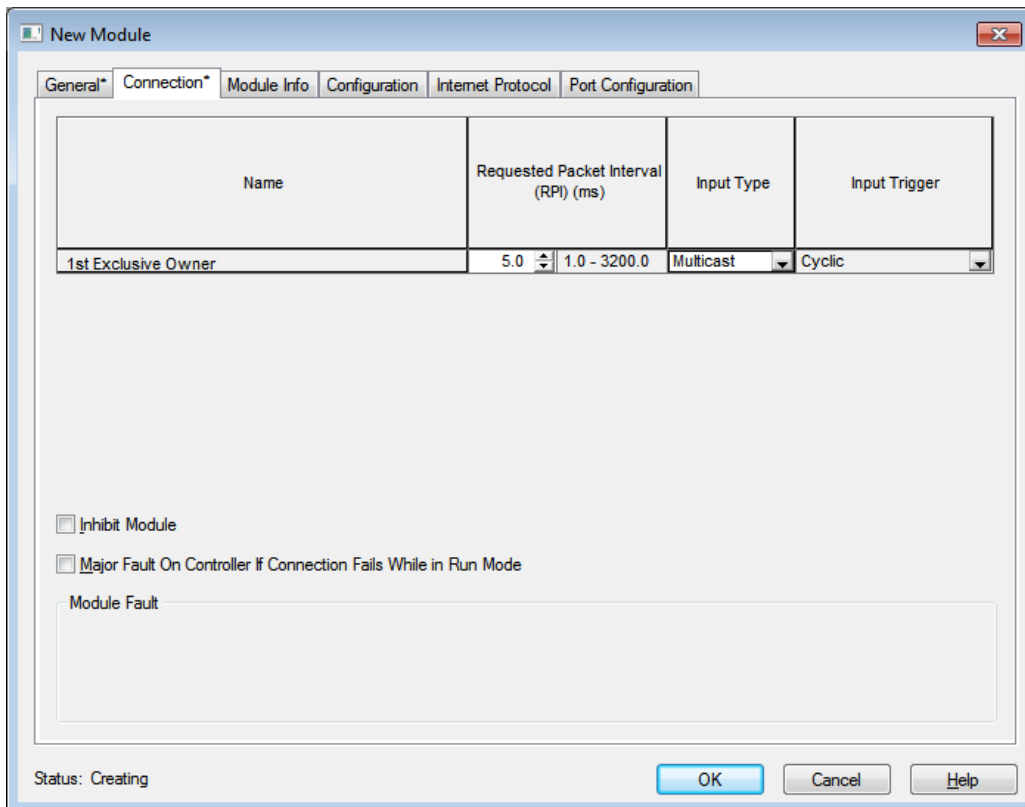 New Module
General* Connection* Module Info Configuration Internet Protocol Port Configuration
Name
Requested Packet Interval
(RPI) (ms)
Input Type
Input Trigger
1st Exclusive Owner 5.0 1.0 - 3200.0 Multicast Cyclic
Inhibit Module
Major Fault On Controller If Connection Fails While in Run Mode
Module Fault
Status: Creating
OK Cancel Help